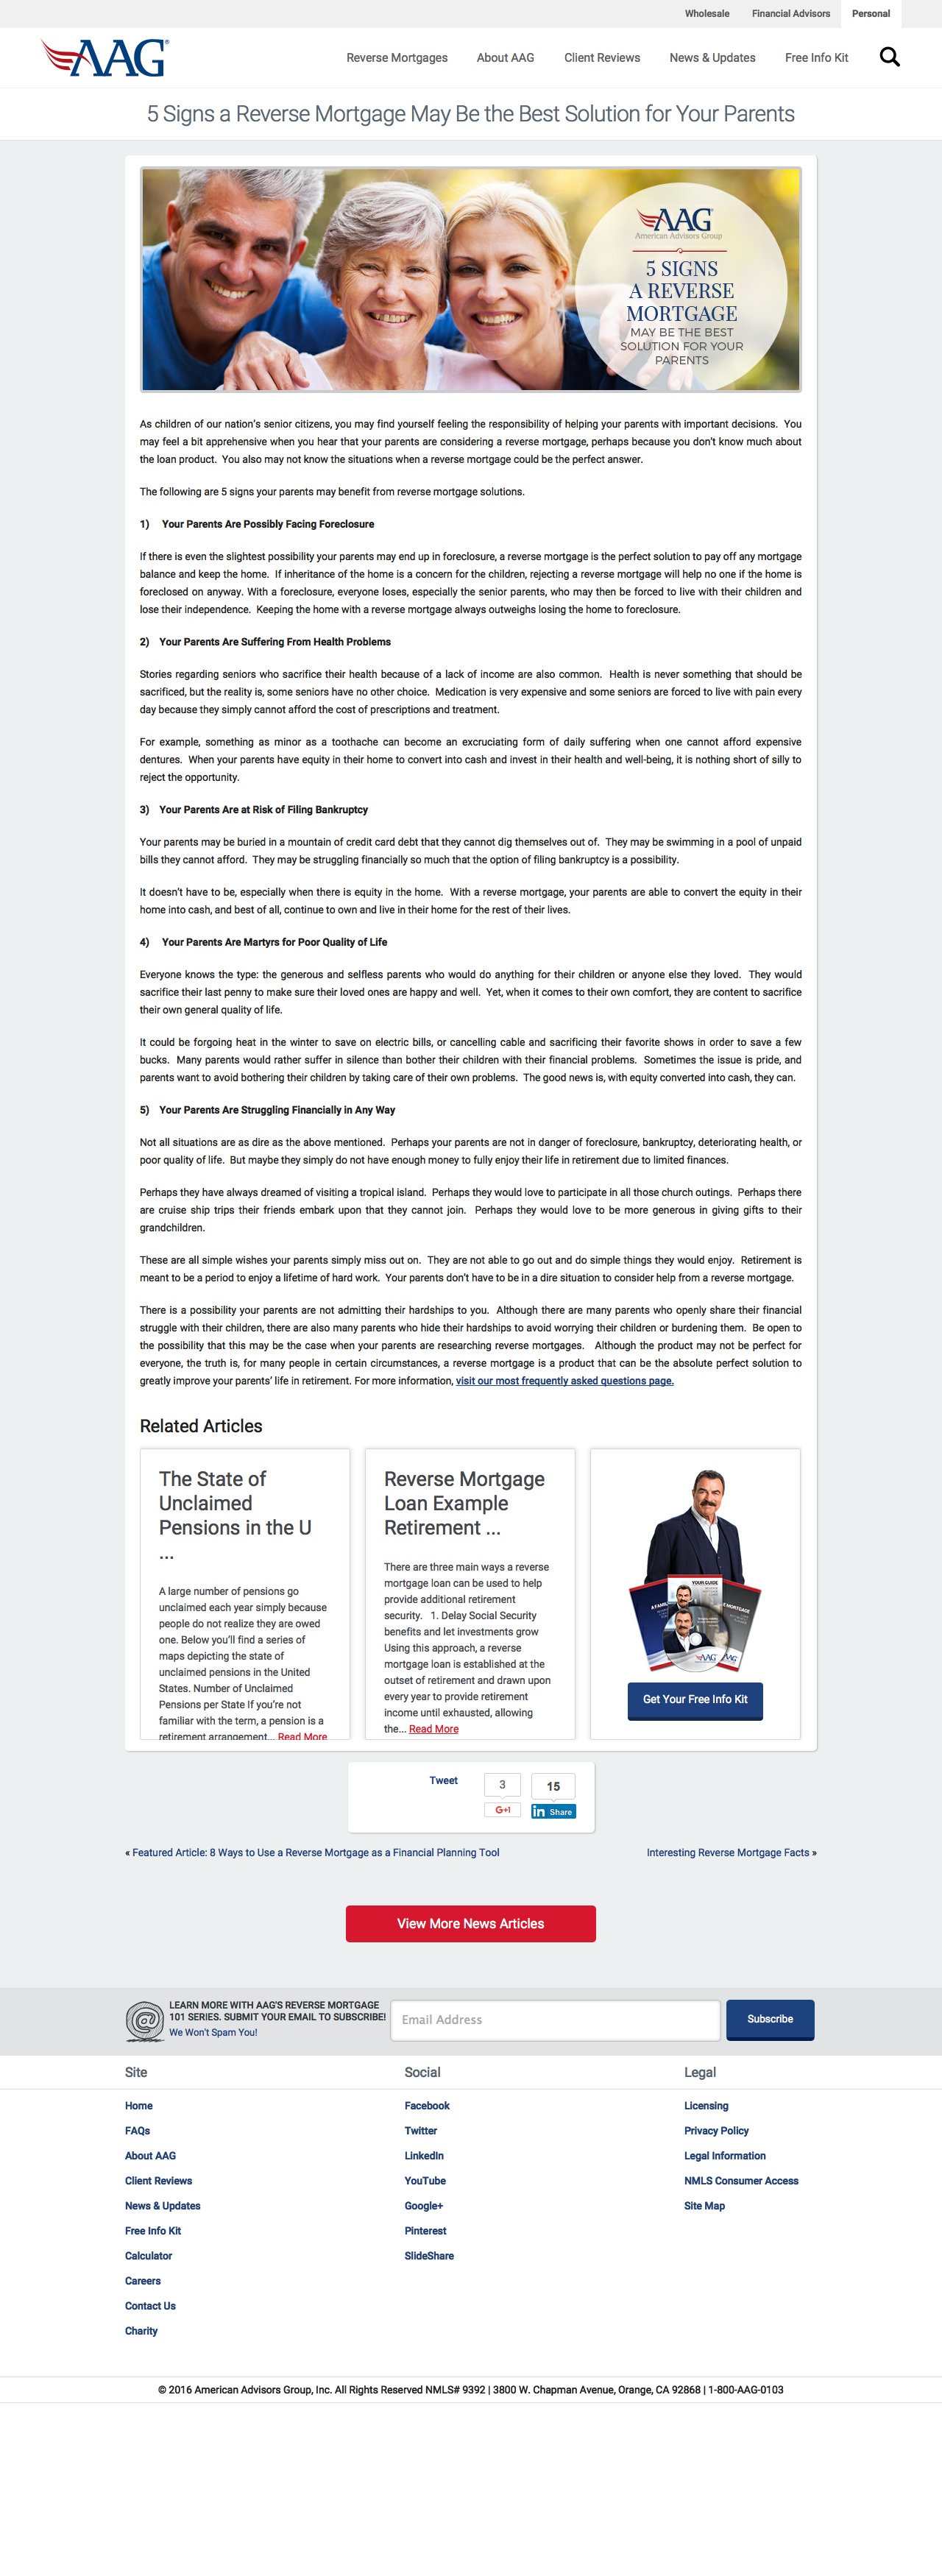 Wholesale Financial Advisors Personal
AAG®
Reverse Mortgages About AAG Client Reviews News & Updates Free Info Kit
5 Signs a Reverse Mortgage May Be the Best Solution for Your Parents
AAG®
American Advisors Group
5 SIGNS
A REVERSE
MORTGAGE
MAY BE THE BEST
SOLUTION FOR YOUR
PARENTS
As children of our nation's senior citizens, you may find yourself feeling the responsibility of helping your parents with important decisions. You
may feel a bit apprehensive when you hear that your parents are considering a reverse mortgage, perhaps because you don't know much about
the loan product. You also may not know the situations when a reverse mortgage could be the perfect answer.
The following are 5 signs your parents may benefit from reverse mortgage solutions.
1) Your Parents Are Possibly Facing Foreclosure
If there is even the slightest possibility your parents may end up in foreclosure, a reverse mortgage is the perfect solution to pay off any mortgage
balance and keep the home. If inheritance of the home is a concern for the children, rejecting a reverse mortgage will help no one if the home is
foreclosed on anyway. With a foreclosure, everyone loses, especially the senior parents, who may then be forced to live with their children and
lose their independence. Keeping the home with a reverse mortgage always outweighs losing the home to foreclosure.
2) Your Parents Are Suffering From Health Problems
Stories regarding seniors who sacrifice their health because of a lack of income are also common. Health is never something that should be
sacrificed, but the reality is, some seniors have no other choice. Medication is very expensive and some seniors are forced to live with pain every
day because they simply cannot afford the cost of prescriptions and treatment.
For example, something as minor as a toothache can become an excruciating form of daily suffering when one cannot afford expensive
dentures. When your parents have equity in their home to convert into cash and invest in their health and well-being, it is nothing short of silly to
reject the opportunity.
3) Your Parents Are at Risk of Filing Bankruptcy
Your parents may be buried in a mountain of credit card debt that they cannot dig themselves out of. They may be swimming in a pool of unpaid
bills they cannot afford. They may be struggling financially so much that the option of filing bankruptcy is a possibility.
It doesn't have to be, especially when there is equity in the home. With a reverse mortgage, your parents are able to convert the equity in their
home into cash, and best of all, continue to own and live in their home for the rest of their lives.
4) Your Parents Are Martyrs for Poor Quality of Life
Everyone knows the type: the generous and selfless parents who would do anything for their children or anyone else they loved. They would
sacrifice their last penny to make sure their loved ones are happy and well. Yet, when it comes to their own comfort, they are content to sacrifice
their own general quality of life.
It could be forgoing heat in the winter to save on electric bills, or cancelling cable and sacrificing their favorite shows in order to save a few
bucks. Many parents would rather suffer in silence than bother their children with their financial problems. Sometimes the issue is pride, and
parents want to avoid bothering their children by taking care of their own problems. The good news is, with equity converted into cash, they can.
5) Your Parents Are Struggling Financially in Any Way
Not all situations are as dire as the above mentioned. Perhaps your parents are not in danger of foreclosure, bankruptcy, deteriorating health, or
poor quality of life. But maybe they simply do not have enough money to fully enjoy their life in retirement due to limited finances.
Perhaps they have always dreamed of visiting a tropical island. Perhaps they would love to participate in all those church outings. Perhaps there
are cruise ship trips their friends embark upon that they cannot join. Perhaps they would love to be more generous in giving gifts to their
grandchildren.
These are all simple wishes your parents simply miss out on. They are not able to go out and do simple things they would enjoy. Retirement is
meant to be a period to enjoy a lifetime of hard work. Your parents don't have to be in a dire situation to consider help from a reverse mortgage.
There is a possibility your parents are not admitting their hardships to you. Although there are many parents who openly share their financial
struggle with their children, there are also many parents who hide their hardships to avoid worrying their children or burdening them. Be open to
the possibility that this may be the case when your parents are researching reverse mortgages. Although the product may not be perfect for
everyone, the truth is, for many people in certain circumstances, a reverse mortgage is a product that can be the absolute perfect solution to
greatly improve your parents' life in retirement. For more information, visit our most frequently asked questions page.
Related Articles
The State of
Unclaimed
Pensions in the U
...
A large number of pensions go
unclaimed each year simply because
people do not realize they are owed
one. Below you'll find a series of
maps depicting the state of
unclaimed pensions in the United
States. Number of Unclaimed
Pensions per State If you're not
familiar with the term, a pension is a
retirement arrangement... Read More
Reverse Mortgage
Loan Example
Retirement ...
There are three main ways a reverse
mortgage loan can be used to help
provide additional retirement
security. 1. Delay Social Security
benefits and let investments grow
Using this approach, a reverse
mortgage loan is established at the
outset of retirement and drawn upon
every year to provide retirement
income until exhausted, allowing
the... Read More
YOUR GUIDE
AAG
Get Your Free Info Kit
Tweet
3
G+1
15
in Share
« Featured Article: 8 Ways to Use a Reverse Mortgage as a Financial Planning Tool
Interesting Reverse Mortgage Facts »
View More News Articles
LEARN MORE WITH AAG'S REVERSE MORTGAGE
101 SERIES. SUBMIT YOUR EMAIL TO SUBSCRIBE!
We Won't Spam You!
Email Address
Subscribe
Site
Home
FAQs
About AAG
Client Reviews
News & Updates
Free Info Kit
Calculator
Careers
Contact Us
Charity
Social
Facebook
Twitter
LinkedIn
YouTube
Google+
Pinterest
SlideShare
Legal
Licensing
Privacy Policy
Legal Information
NMLS Consumer Access
Site Map
© 2016 American Advisors Group, Inc. All Rights Reserved NMLS# 9392 | 3800 W. Chapman Avenue, Orange, CA 92868 | 1-800-AAG-0103